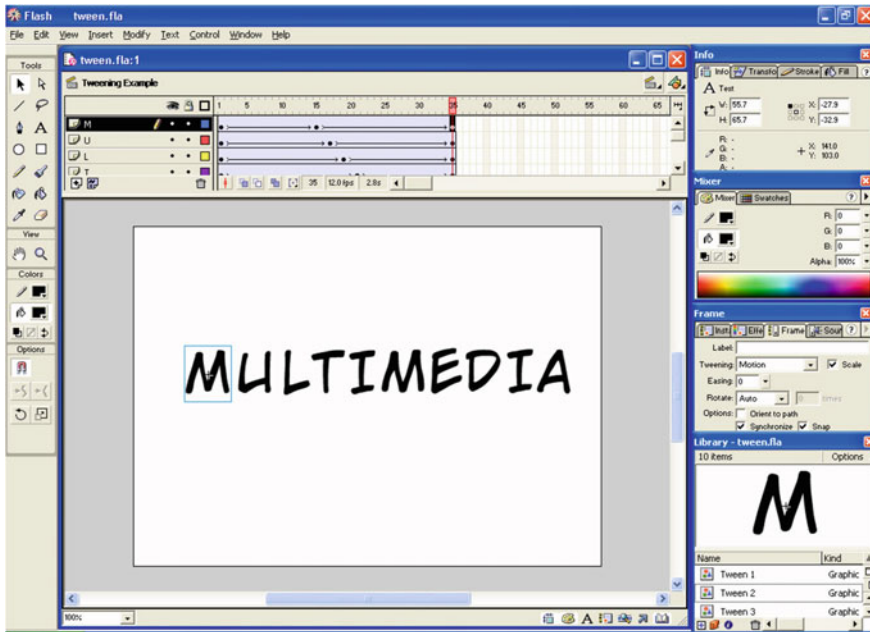 Flash tween.fla
File Edit View Insert Modify Text Control Window Help
Tools
View
Colors
Options
tween.fla:1
Tweening Example
1 5 10 15 20 25 30 35 40 45 50 55 60 65
M
U
L
T
35 12.0 fps 2.8s
MULTIMEDIA
100%
Info
Info Transfo Stroke Fill
Text
W: 55.7 X: -27.9
H: 65.7 Y: -32.9
R: - X: 141.0
G: - Y: 103.0
B: -
A: -
Mixer
Mixer Swatches
R: 0
G: 0
B: 0
Alpha: 100%
Frame
Inst Effe Frame Sour
Label:
Tweening: Motion Scale
Easing: 0
Rotate: Auto 0 times
Options: Orient to path
Synchronize Snap
Library - tween.fla
10 items Options
M
Name Kind
Tween 1 Graphic
Tween 2 Graphic
Tween 3 Graphic